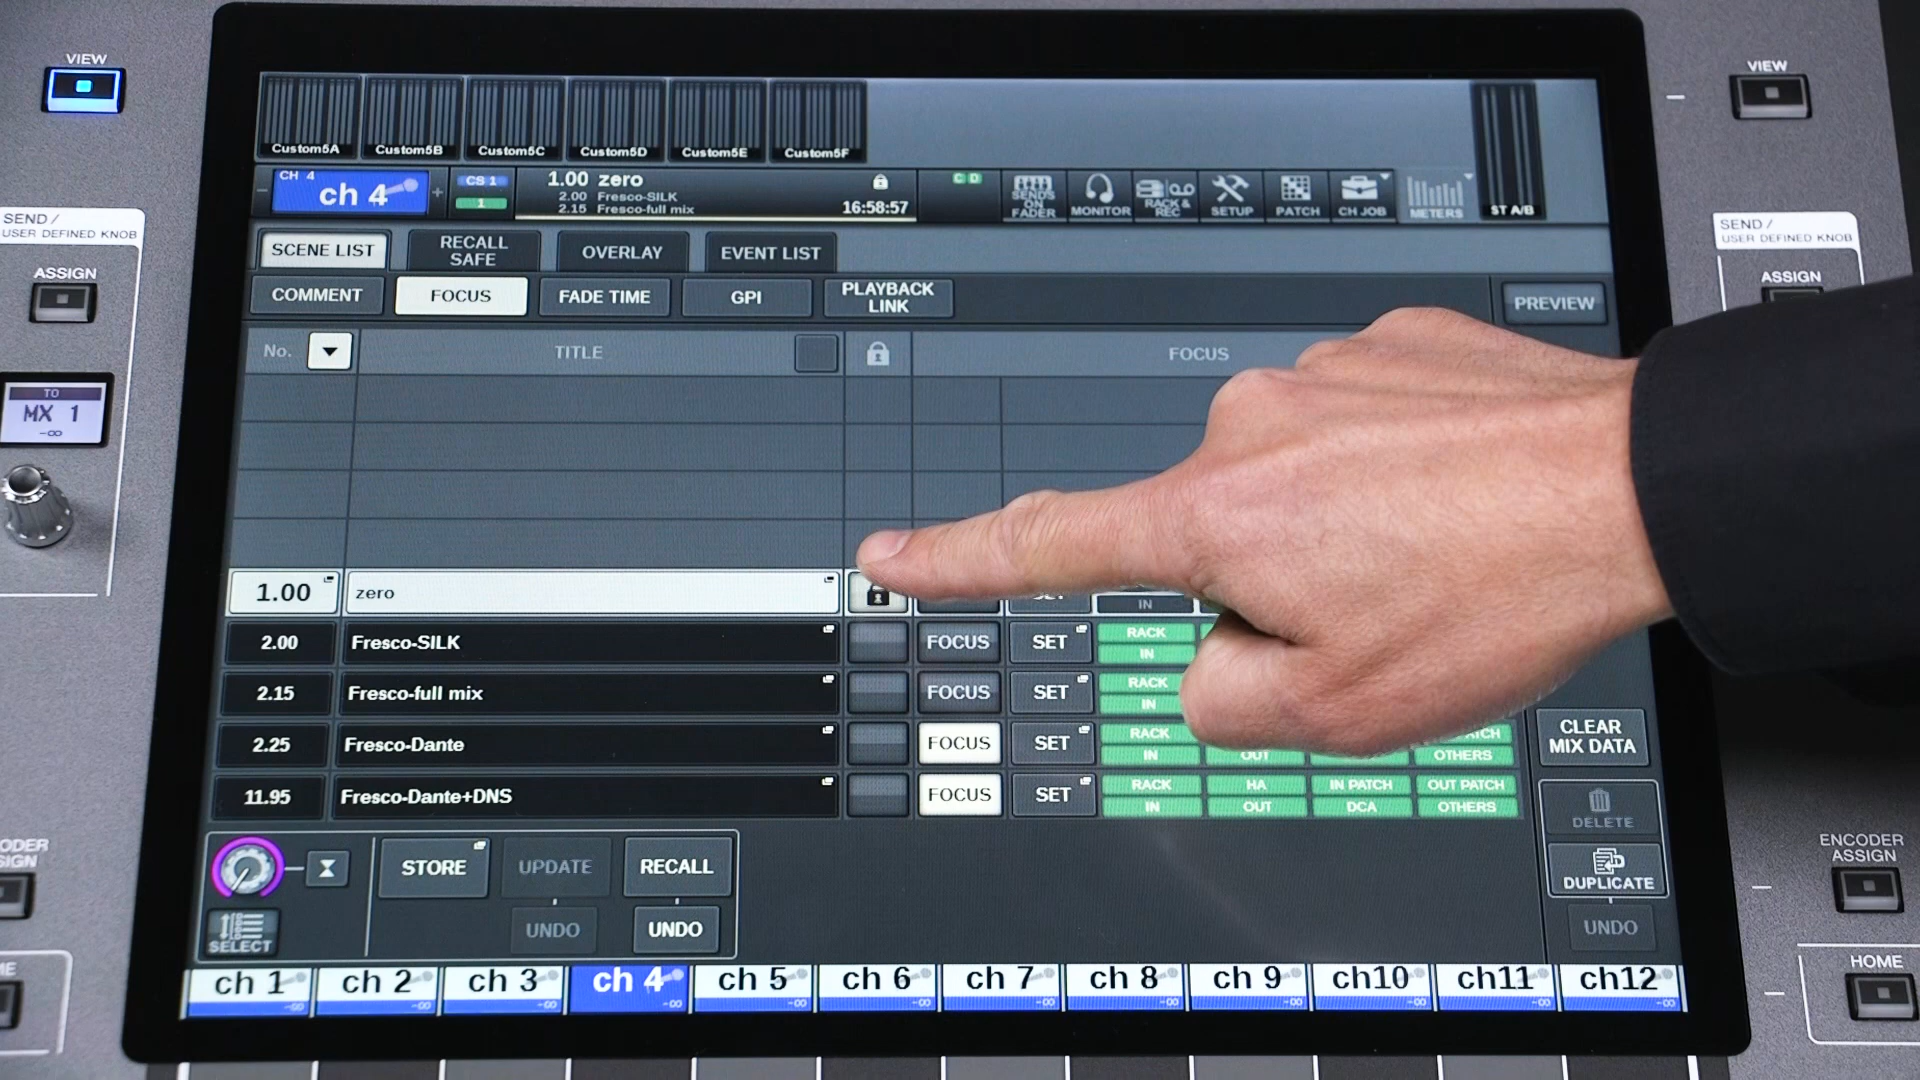 VIEW
VIEW
Custom5A
Custom5B
Custom5C
Custom5D
Custom5E
Custom5F
CH 4
ch 4
CS 1
1
1.00 zero
2.00 Fresco-SILK
2.15 Fresco-full mix
16:58:57
C D
SENDS
ON
FADER
MONITOR
RACK &
REC
SETUP
PATCH
CH JOB
METERS
ST A/B
SEND /
USER DEFINED KNOB
SEND /
USER DEFINED KNOB
ASSIGN
ASSIGN
SCENE LIST
RECALL
SAFE
OVERLAY
EVENT LIST
COMMENT
FOCUS
FADE TIME
GPI
PLAYBACK
LINK
PREVIEW
No.
TITLE
FOCUS
TO
MX 1
-∞
1.00
zero
IN
2.00
Fresco-SILK
FOCUS
SET
RACK
IN
2.15
Fresco-full mix
FOCUS
SET
RACK
IN
2.25
Fresco-Dante
FOCUS
SET
RACK
IN
OUT
OTHERS
11.95
Fresco-Dante+DNS
FOCUS
SET
RACK
HA
IN PATCH
OUT PATCH
IN
OUT
DCA
OTHERS
CLEAR
MIX DATA
DELETE
DUPLICATE
UNDO
STORE
UPDATE
RECALL
UNDO
UNDO
SELECT
ENCODER
ASSIGN
HOME
ch 1
-∞
ch 2
-∞
ch 3
-∞
ch 4
-∞
ch 5
-∞
ch 6
-∞
ch 7
-∞
ch 8
-∞
ch 9
-∞
ch10
-∞
ch11
-∞
ch12
-∞